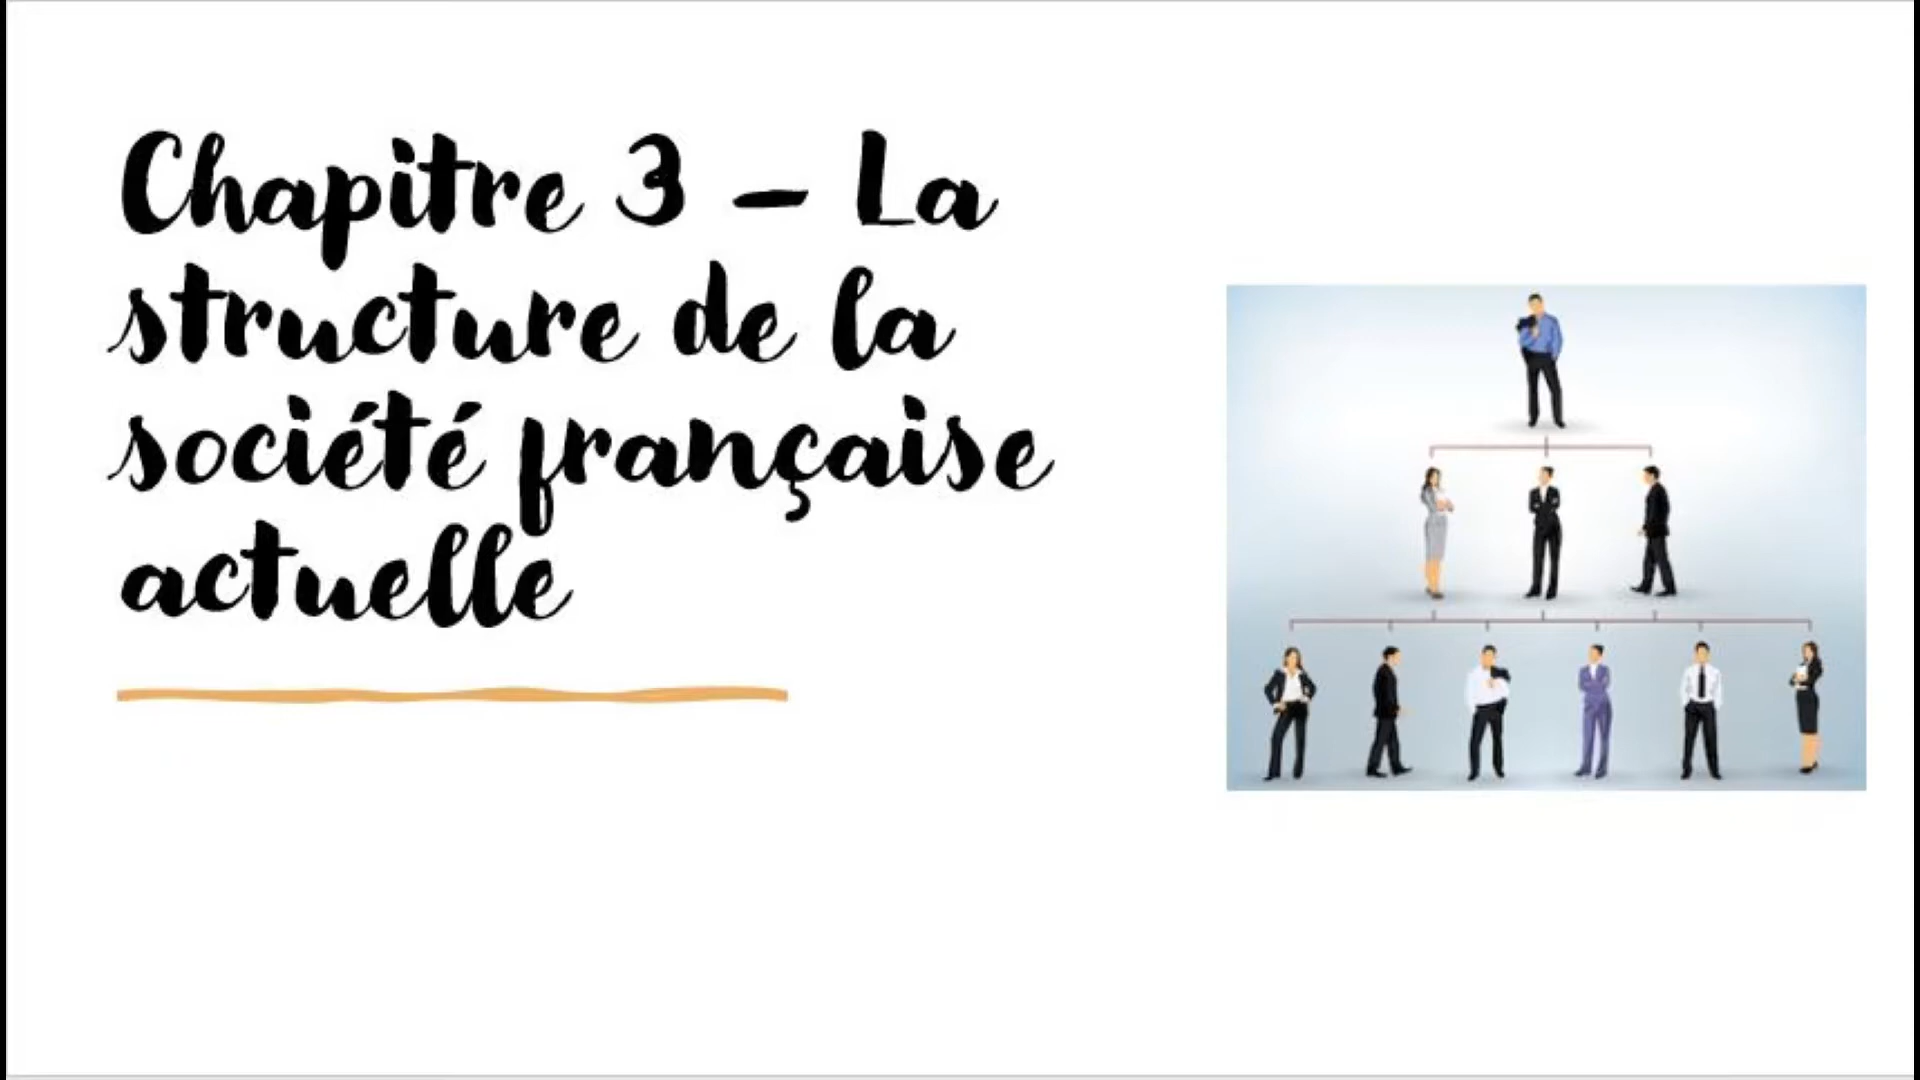 Chapitre 3 – La
structure de la
société française
actuelle